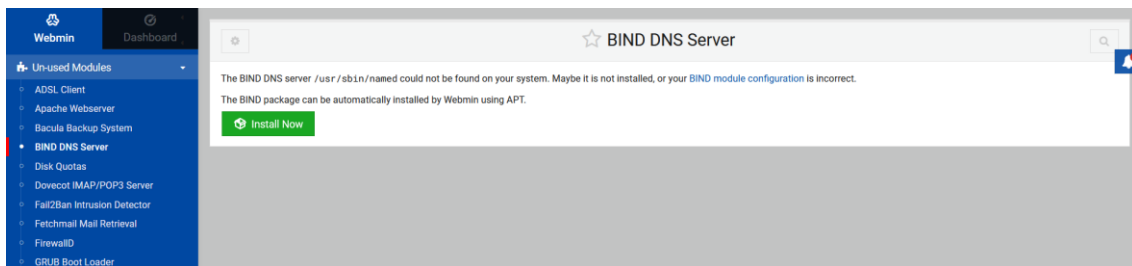 Webmin
Dashboard
Un-used Modules
ADSL Client
Apache Webserver
Bacula Backup System
BIND DNS Server
Disk Quotas
Dovecot IMAP/POP3 Server
Fail2Ban Intrusion Detector
Fetchmail Mail Retrieval
FirewallD
GRUB Boot Loader
BIND DNS Server
The BIND DNS server /usr/sbin/named could not be found on your system. Maybe it is not installed, or your BIND module configuration is incorrect.
The BIND package can be automatically installed by Webmin using APT.
Install Now